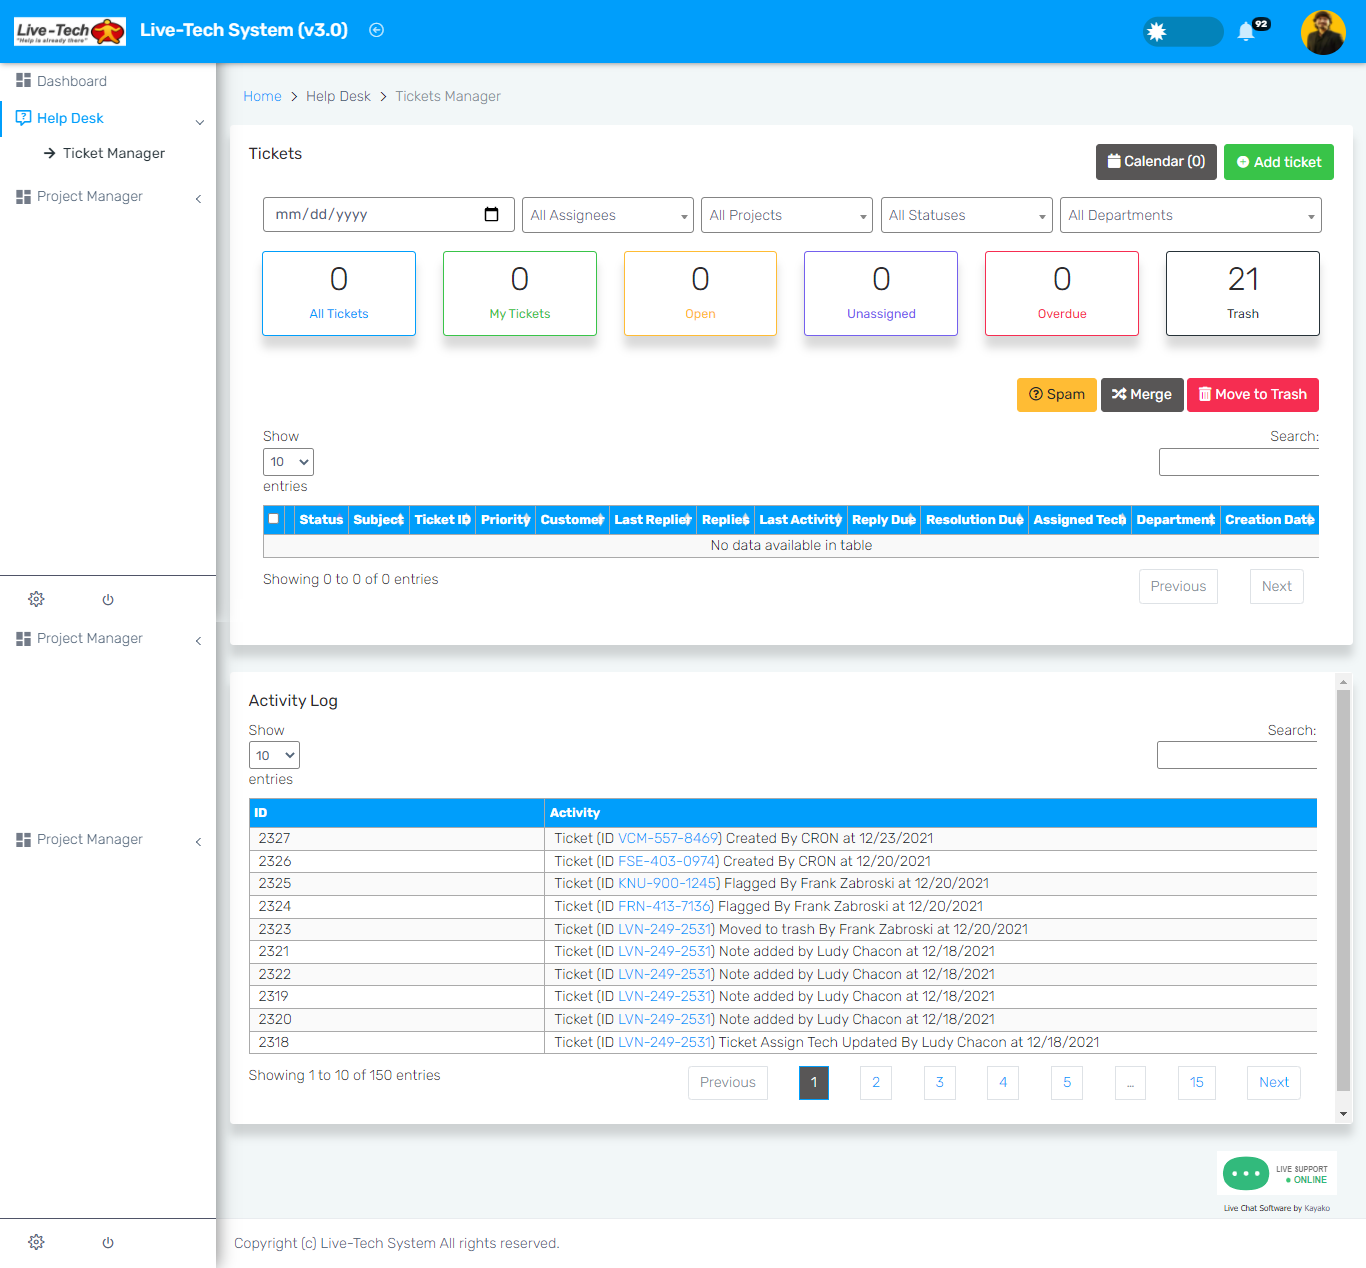 Live-Tech
"Help is already there"
Live-Tech System (v3.0)
92
Dashboard
Help Desk
Ticket Manager
Project Manager
Home > Help Desk > Tickets Manager
Tickets
Calendar (0)
Add ticket
mm/dd/yyyy
All Assignees
All Projects
All Statuses
All Departments
0
All Tickets
0
My Tickets
0
Open
0
Unassigned
0
Overdue
21
Trash
Spam
Merge
Move to Trash
Show
10
entries
Search:
Status Subject Ticket ID Priority Customer Last Replier Replies Last Activity Reply Due Resolution Due Assigned Tech Department Creation Date
No data available in table
Showing 0 to 0 of 0 entries
Previous
Next
Project Manager
Activity Log
Show
10
entries
Search:
Project Manager
ID Activity
2327 Ticket (ID VCM-557-8469) Created By CRON at 12/23/2021
2326 Ticket (ID FSE-403-0974) Created By CRON at 12/20/2021
2325 Ticket (ID KNU-900-1245) Flagged By Frank Zabroski at 12/20/2021
2324 Ticket (ID FRN-413-7136) Flagged By Frank Zabroski at 12/20/2021
2323 Ticket (ID LVN-249-2531) Moved to trash By Frank Zabroski at 12/20/2021
2321 Ticket (ID LVN-249-2531) Note added by Ludy Chacon at 12/18/2021
2322 Ticket (ID LVN-249-2531) Note added by Ludy Chacon at 12/18/2021
2319 Ticket (ID LVN-249-2531) Note added by Ludy Chacon at 12/18/2021
2320 Ticket (ID LVN-249-2531) Note added by Ludy Chacon at 12/18/2021
2318 Ticket (ID LVN-249-2531) Ticket Assign Tech Updated By Ludy Chacon at 12/18/2021
Showing 1 to 10 of 150 entries
Previous 1 2 3 4 5 … 15 Next
LIVE SUPPORT
ONLINE
Live Chat Software by Kayako
Copyright (c) Live-Tech System All rights reserved.